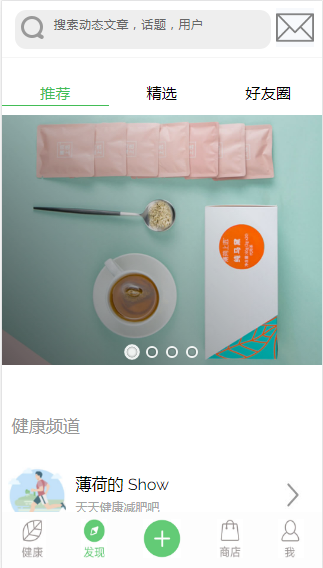 搜索动态文章，话题，用户
推荐
精选
好友圈
健康频道
薄荷的 Show
天天健康减肥吧
健康
发现
商店
我